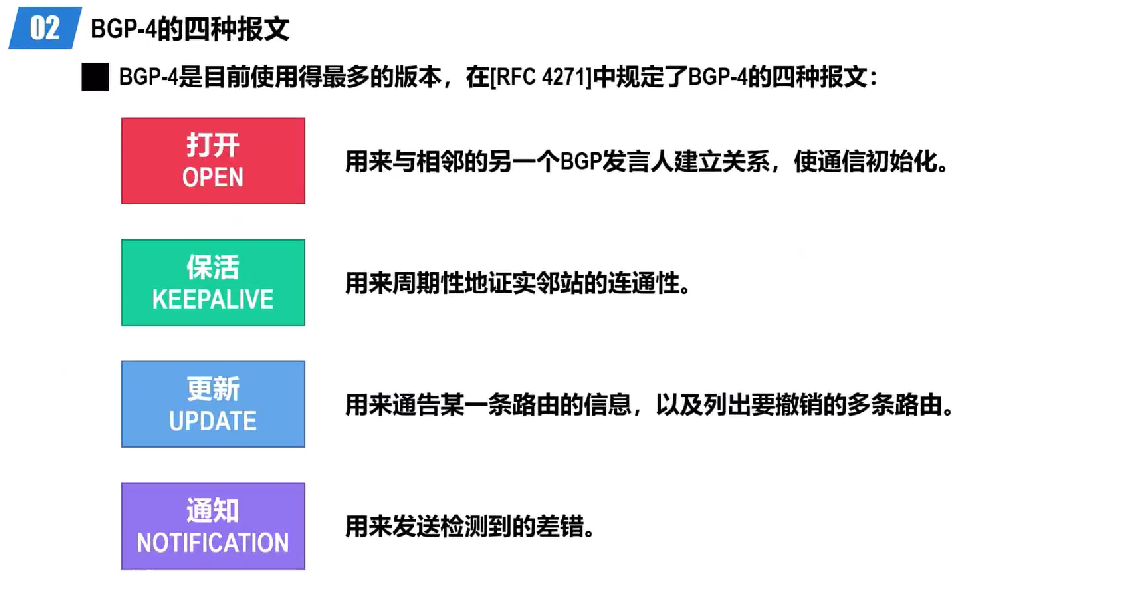 02 BGP-4的四种报文
BGP-4是目前使用得最多的版本，在[RFC 4271]中规定了BGP-4的四种报文：
打开
OPEN
用来与相邻的另一个BGP发言人建立关系，使通信初始化。
保活
KEEPALIVE
用来周期性地证实邻站的连通性。
更新
UPDATE
用来通告某一条路由的信息，以及列出要撤销的多条路由。
通知
NOTIFICATION
用来发送检测到的差错。